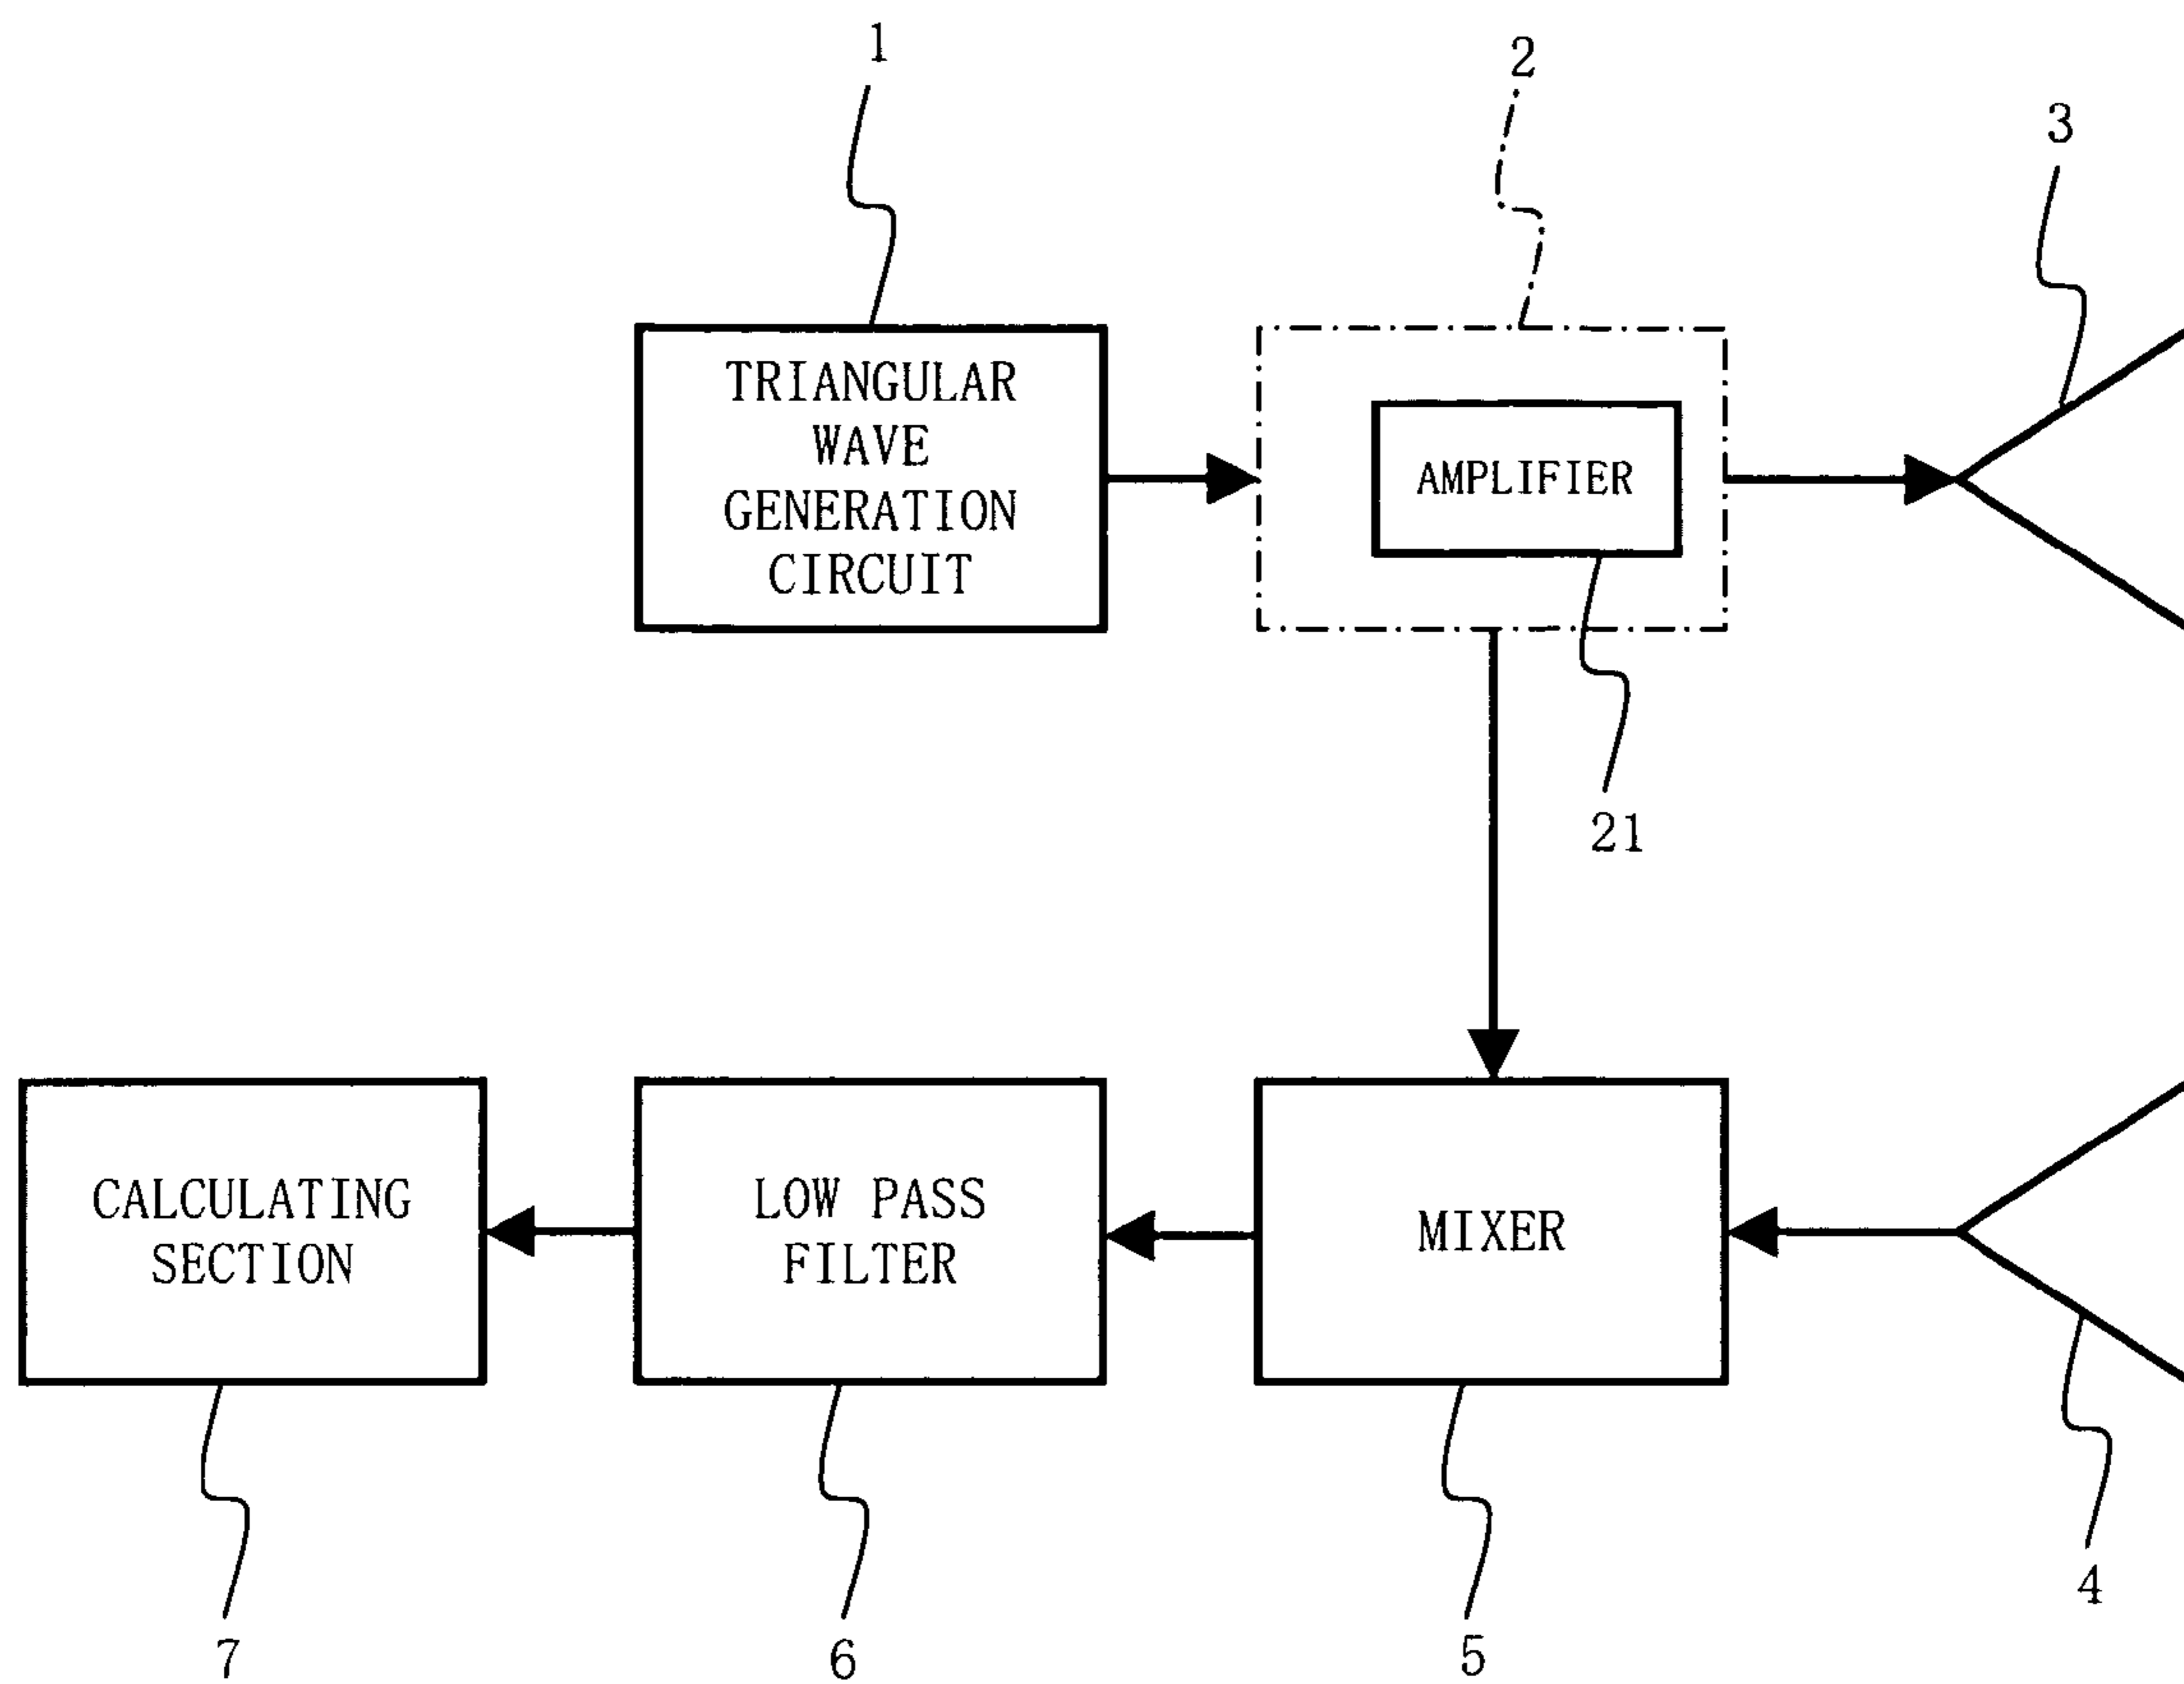 1
2
3
TRIANGULAR
WAVE
GENERATION
CIRCUIT
AMPLIFIER
21
CALCULATING
SECTION
LOW PASS
FILTER
MIXER
4
7
6
5